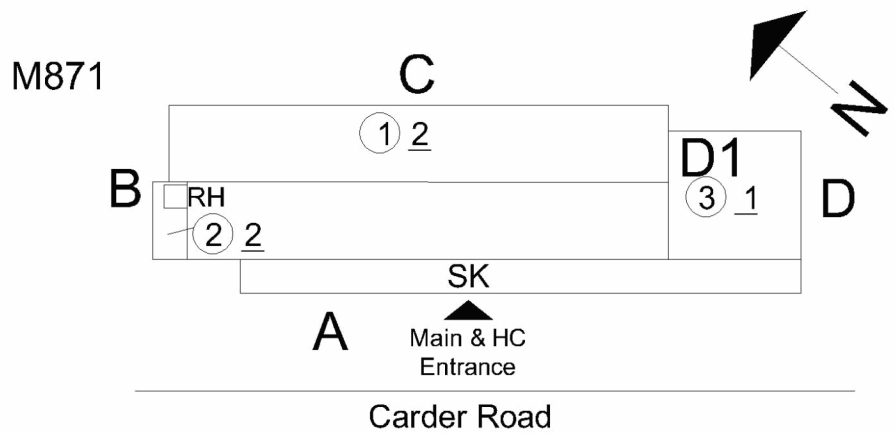 M871
C
N
1 2
D1
B
RH
3 1
D
2 2
SK
A
Main & HC
Entrance
Carder Road